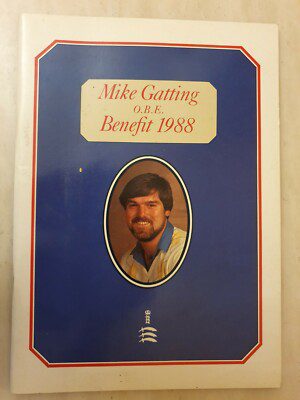 Mike Gatting
O.B.E.
Benefit 1988